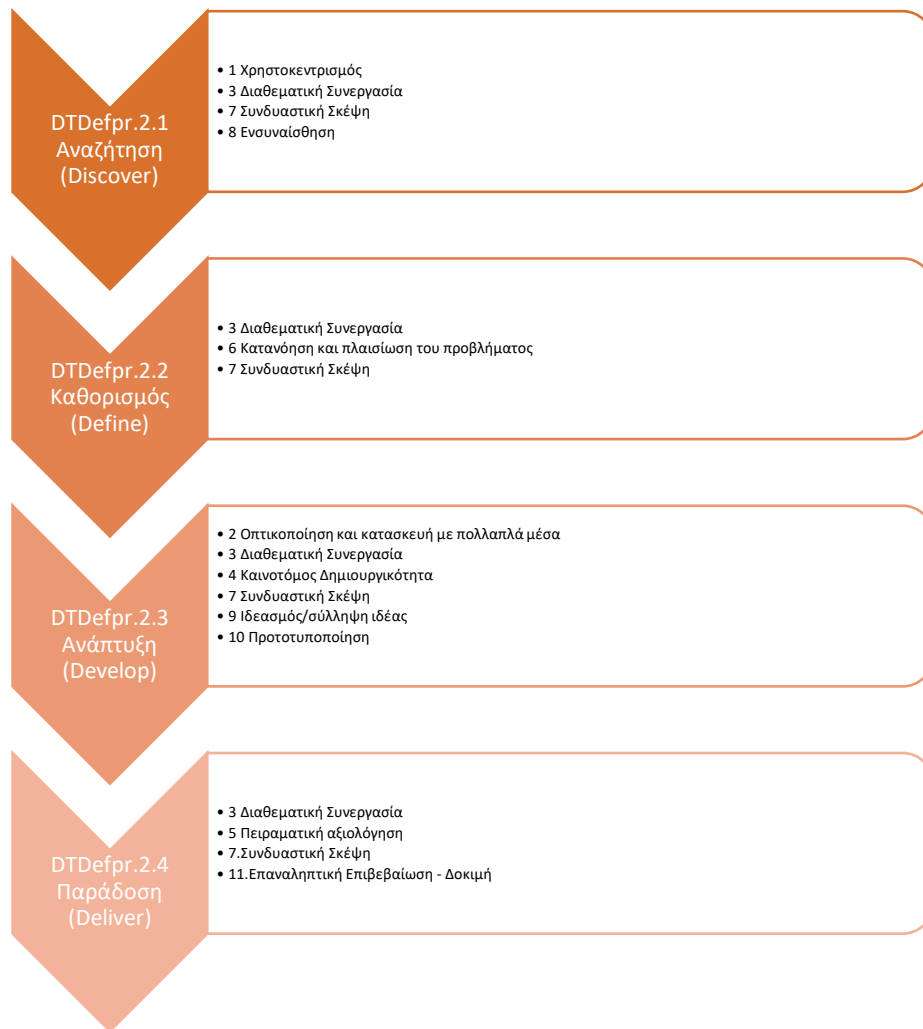 DTDefpr.2.1
Αναζήτηση
(Discover)
• 1 Χρηστοκεντρισμός
• 3 Διαθεματική Συνεργασία
• 7 Συνδυαστική Σκέψη
• 8 Ενσυναίσθηση
DTDefpr.2.2
Καθορισμός
(Define)
• 3 Διαθεματική Συνεργασία
• 6 Κατανόηση και πλαισίωση του προβλήματος
• 7 Συνδυαστική Σκέψη
DTDefpr.2.3
Ανάπτυξη
(Develop)
• 2 Οπτικοποίηση και κατασκευή με πολλαπλά μέσα
• 3 Διαθεματική Συνεργασία
• 4 Καινοτόμος Δημιουργικότητα
• 7 Συνδυαστική Σκέψη
• 9 Ιδεασμός/σύλληψη ιδέας
• 10 Προτοτυποποίηση
DTDefpr.2.4
Παράδοση
(Deliver)
• 3 Διαθεματική Συνεργασία
• 5 Πειραματική αξιολόγηση
• 7.Συνδυαστική Σκέψη
• 11.Επαναληπτική Επιβεβαίωση - Δοκιμή